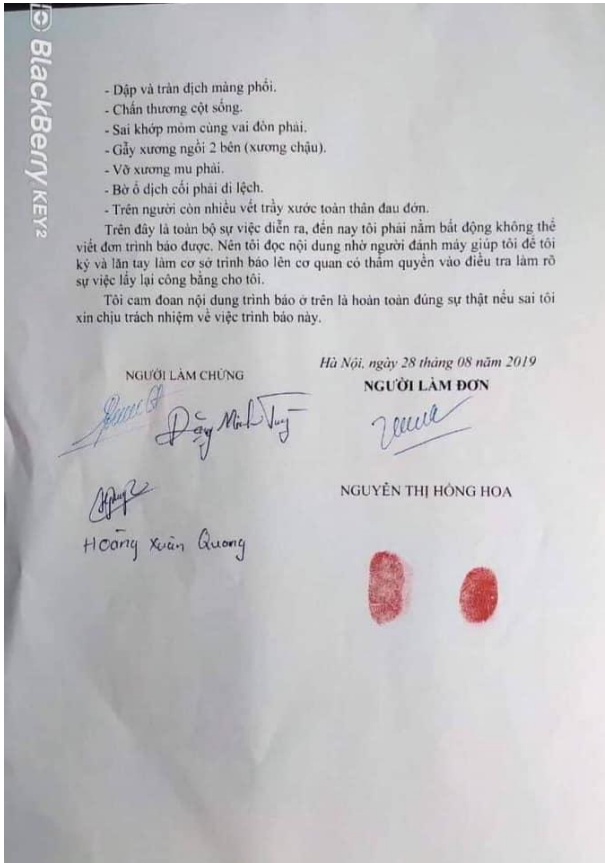 BlackBerry KEY²
- Dập và tràn dịch màng phổi.
- Chấn thương cột sống.
- Sai khớp mỏm cùng vai đòn phải.
- Gẫy xương ngồi 2 bên (xương chậu).
- Vỡ xương mu phải.
- Bờ ổ dịch cối phải di lệch.
- Trên người còn nhiều vết trầy xước toàn thân đau đớn.
Trên đây là toàn bộ sự việc diễn ra, đến nay tôi phải nằm bất động không thể
viết đơn trình báo được. Nên tôi đọc nội dung nhờ người đánh máy giúp tôi để tôi
ký và lăn tay làm cơ sở trình báo lên cơ quan có thẩm quyền vào điều tra làm rõ
sự việc lấy lại công bằng cho tôi.
Tôi cam đoan nội dung trình báo ở trên là hoàn toàn đúng sự thật nếu sai tôi
xin chịu trách nhiệm về việc trình báo này.
Hà Nội, ngày 28 tháng 08 năm 2019
NGƯỜI LÀM CHỨNG
NGƯỜI LÀM ĐƠN
Đặng Minh
NGUYỄN THỊ HỒNG HOA
Hoàng Xuân Quang